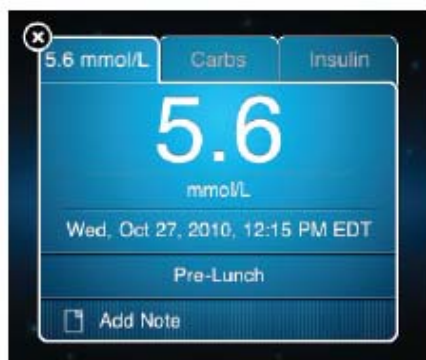 5.6 mmol/L Carbs Insulin
5.6
mmol/L
Wed, Oct 27, 2010, 12:15 PM EDT
Pre-Lunch
Add Note